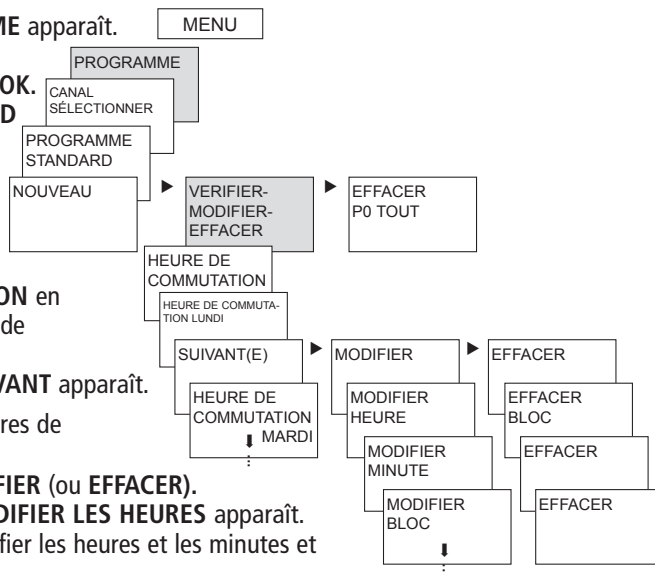 ME apparaît.
MENU
PROGRAMME
OK.
CANAL
SÉLECTIONNER
D
PROGRAMME
STANDARD
NOUVEAU
VERIFIER-
MODIFIER-
EFFACER
EFFACER
P0 TOUT
HEURE DE
COMMUTATION
ON en
HEURE DE COMMUTA-
TION LUNDI
de
SUIVANT(E)
MODIFIER
EFFACER
VANT apparaît.
HEURE DE
COMMUTATION
MARDI
MODIFIER
HEURE
EFFACER
BLOC
res de
MODIFIER
MINUTE
EFFACER
FIER (ou EFFACER).
MODIFIER
BLOC
EFFACER
DIFIER LES HEURES apparaît.
fier les heures et les minutes et